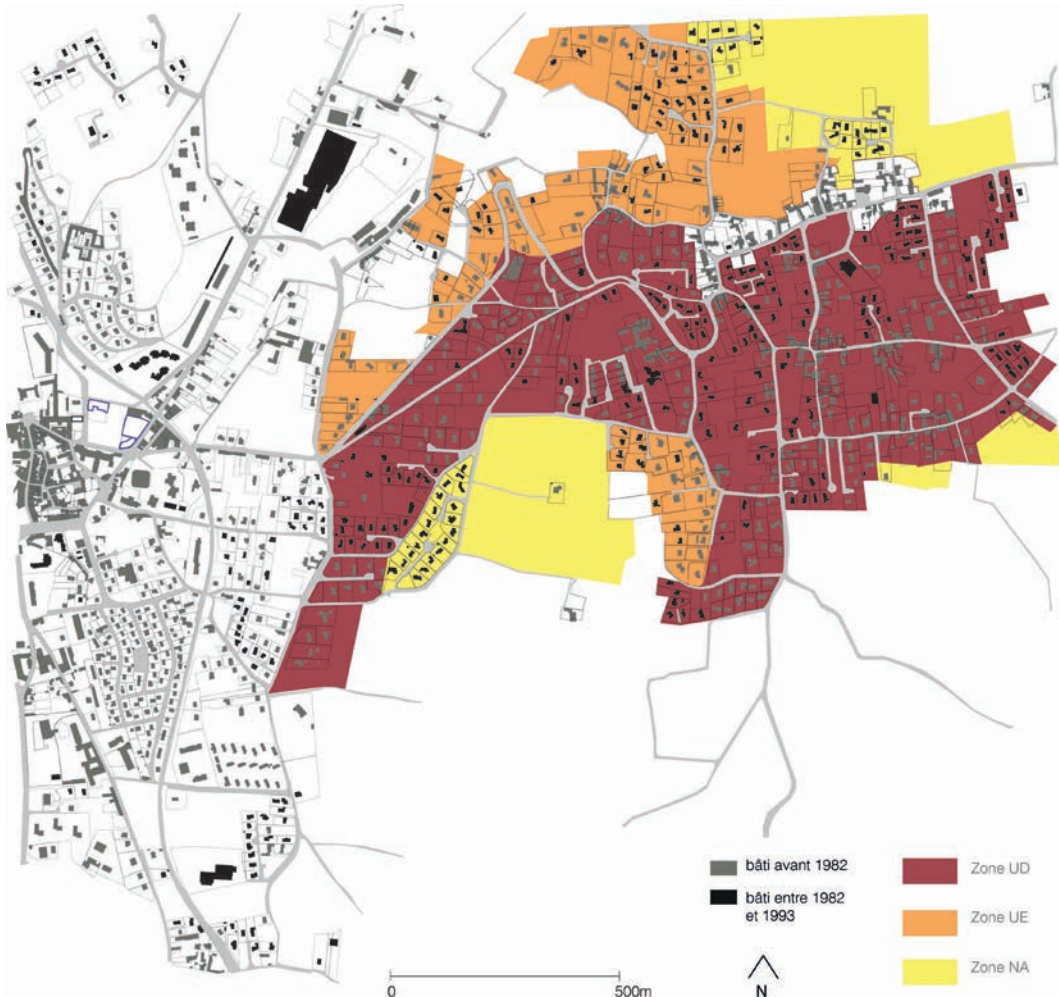 bâti avant 1982
bâti entre 1982
et 1993
Zone UD
Zone UE
Zone NA
N
0 500m